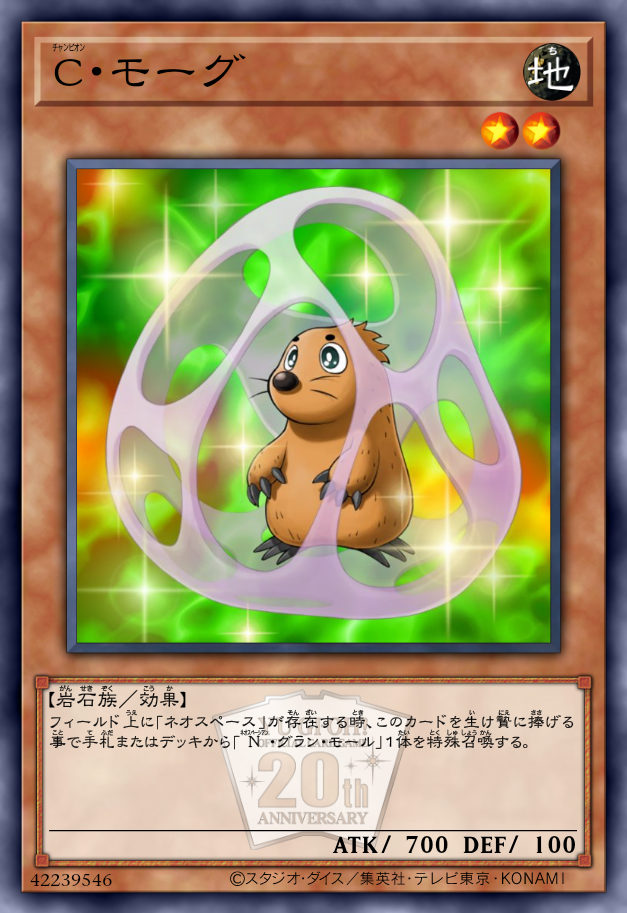 チャンピオン
C・モーグ
ち
地
【岩石族／効果】
フィールド上に「ネオスペース」が存在する時、このカードを生け贄に捧げる
事で手札またはデッキから「N・グラン・モール」1体を特殊召喚する。
20th
ANNIVERSARY
ATK/ 700 DEF/ 100
42239546
©スタジオ・ダイス／集英社・テレビ東京・KONAMI